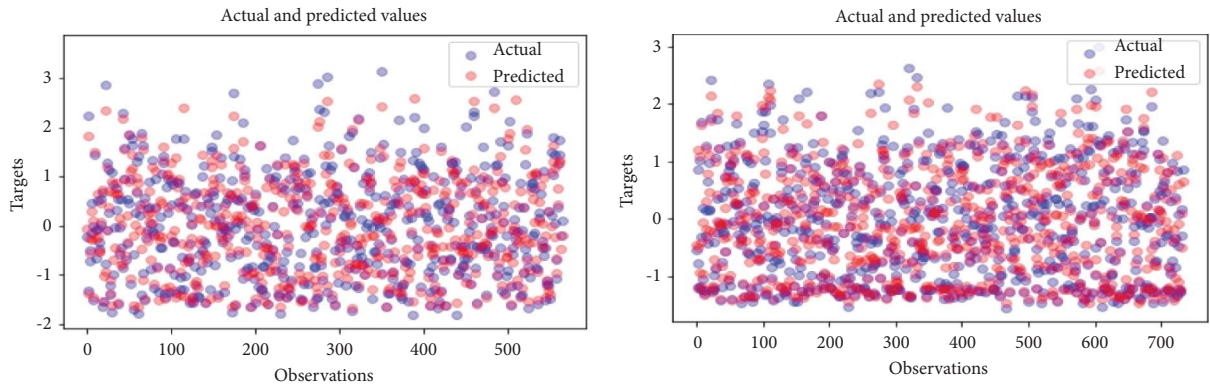 Actual and predicted values
Actual
Predicted
3
2
1
0
-1
-2
Targets
0 100 200 300 400 500
Observations
Actual and predicted values
Actual
Predicted
3
2
1
0
-1
Targets
0 100 200 300 400 500 600 700
Observations